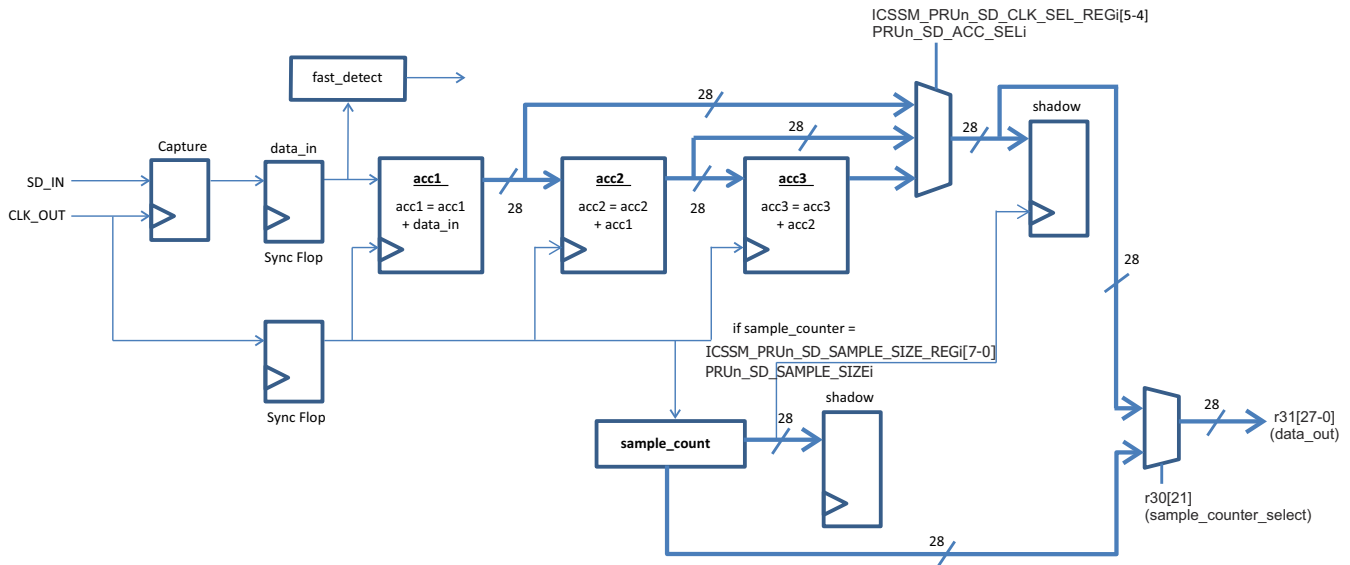 ICSSM_PRUn_SD_CLK_SEL_REGi[5-4]
PRUn_SD_ACC_SELi
fast_detect
28
shadow
28
28
Capture
data_in
acc1
acc1 = acc1
+ data_in
28
acc2
acc2 = acc2
+ acc1
28
acc3
acc3 = acc3
+ acc2
SD_IN
CLK_OUT
Sync Flop
28
if sample_counter =
ICSSM_PRUn_SD_SAMPLE_SIZE_REGi[7-0]
PRUn_SD_SAMPLE_SIZEi
Sync Flop
shadow
28
sample_count
28
r31[27-0]
(data_out)
r30[21]
(sample_counter_select)
28